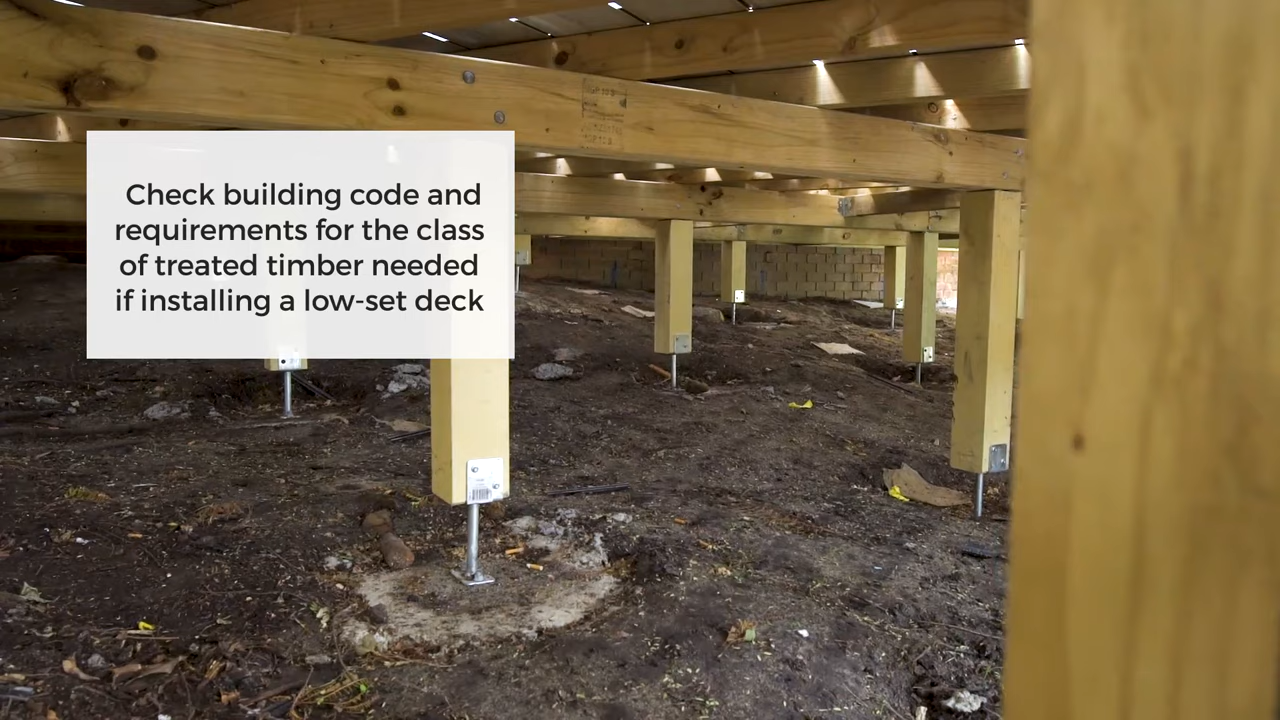 Check building code and
requirements for the class
of treated timber needed
if installing a low-set deck